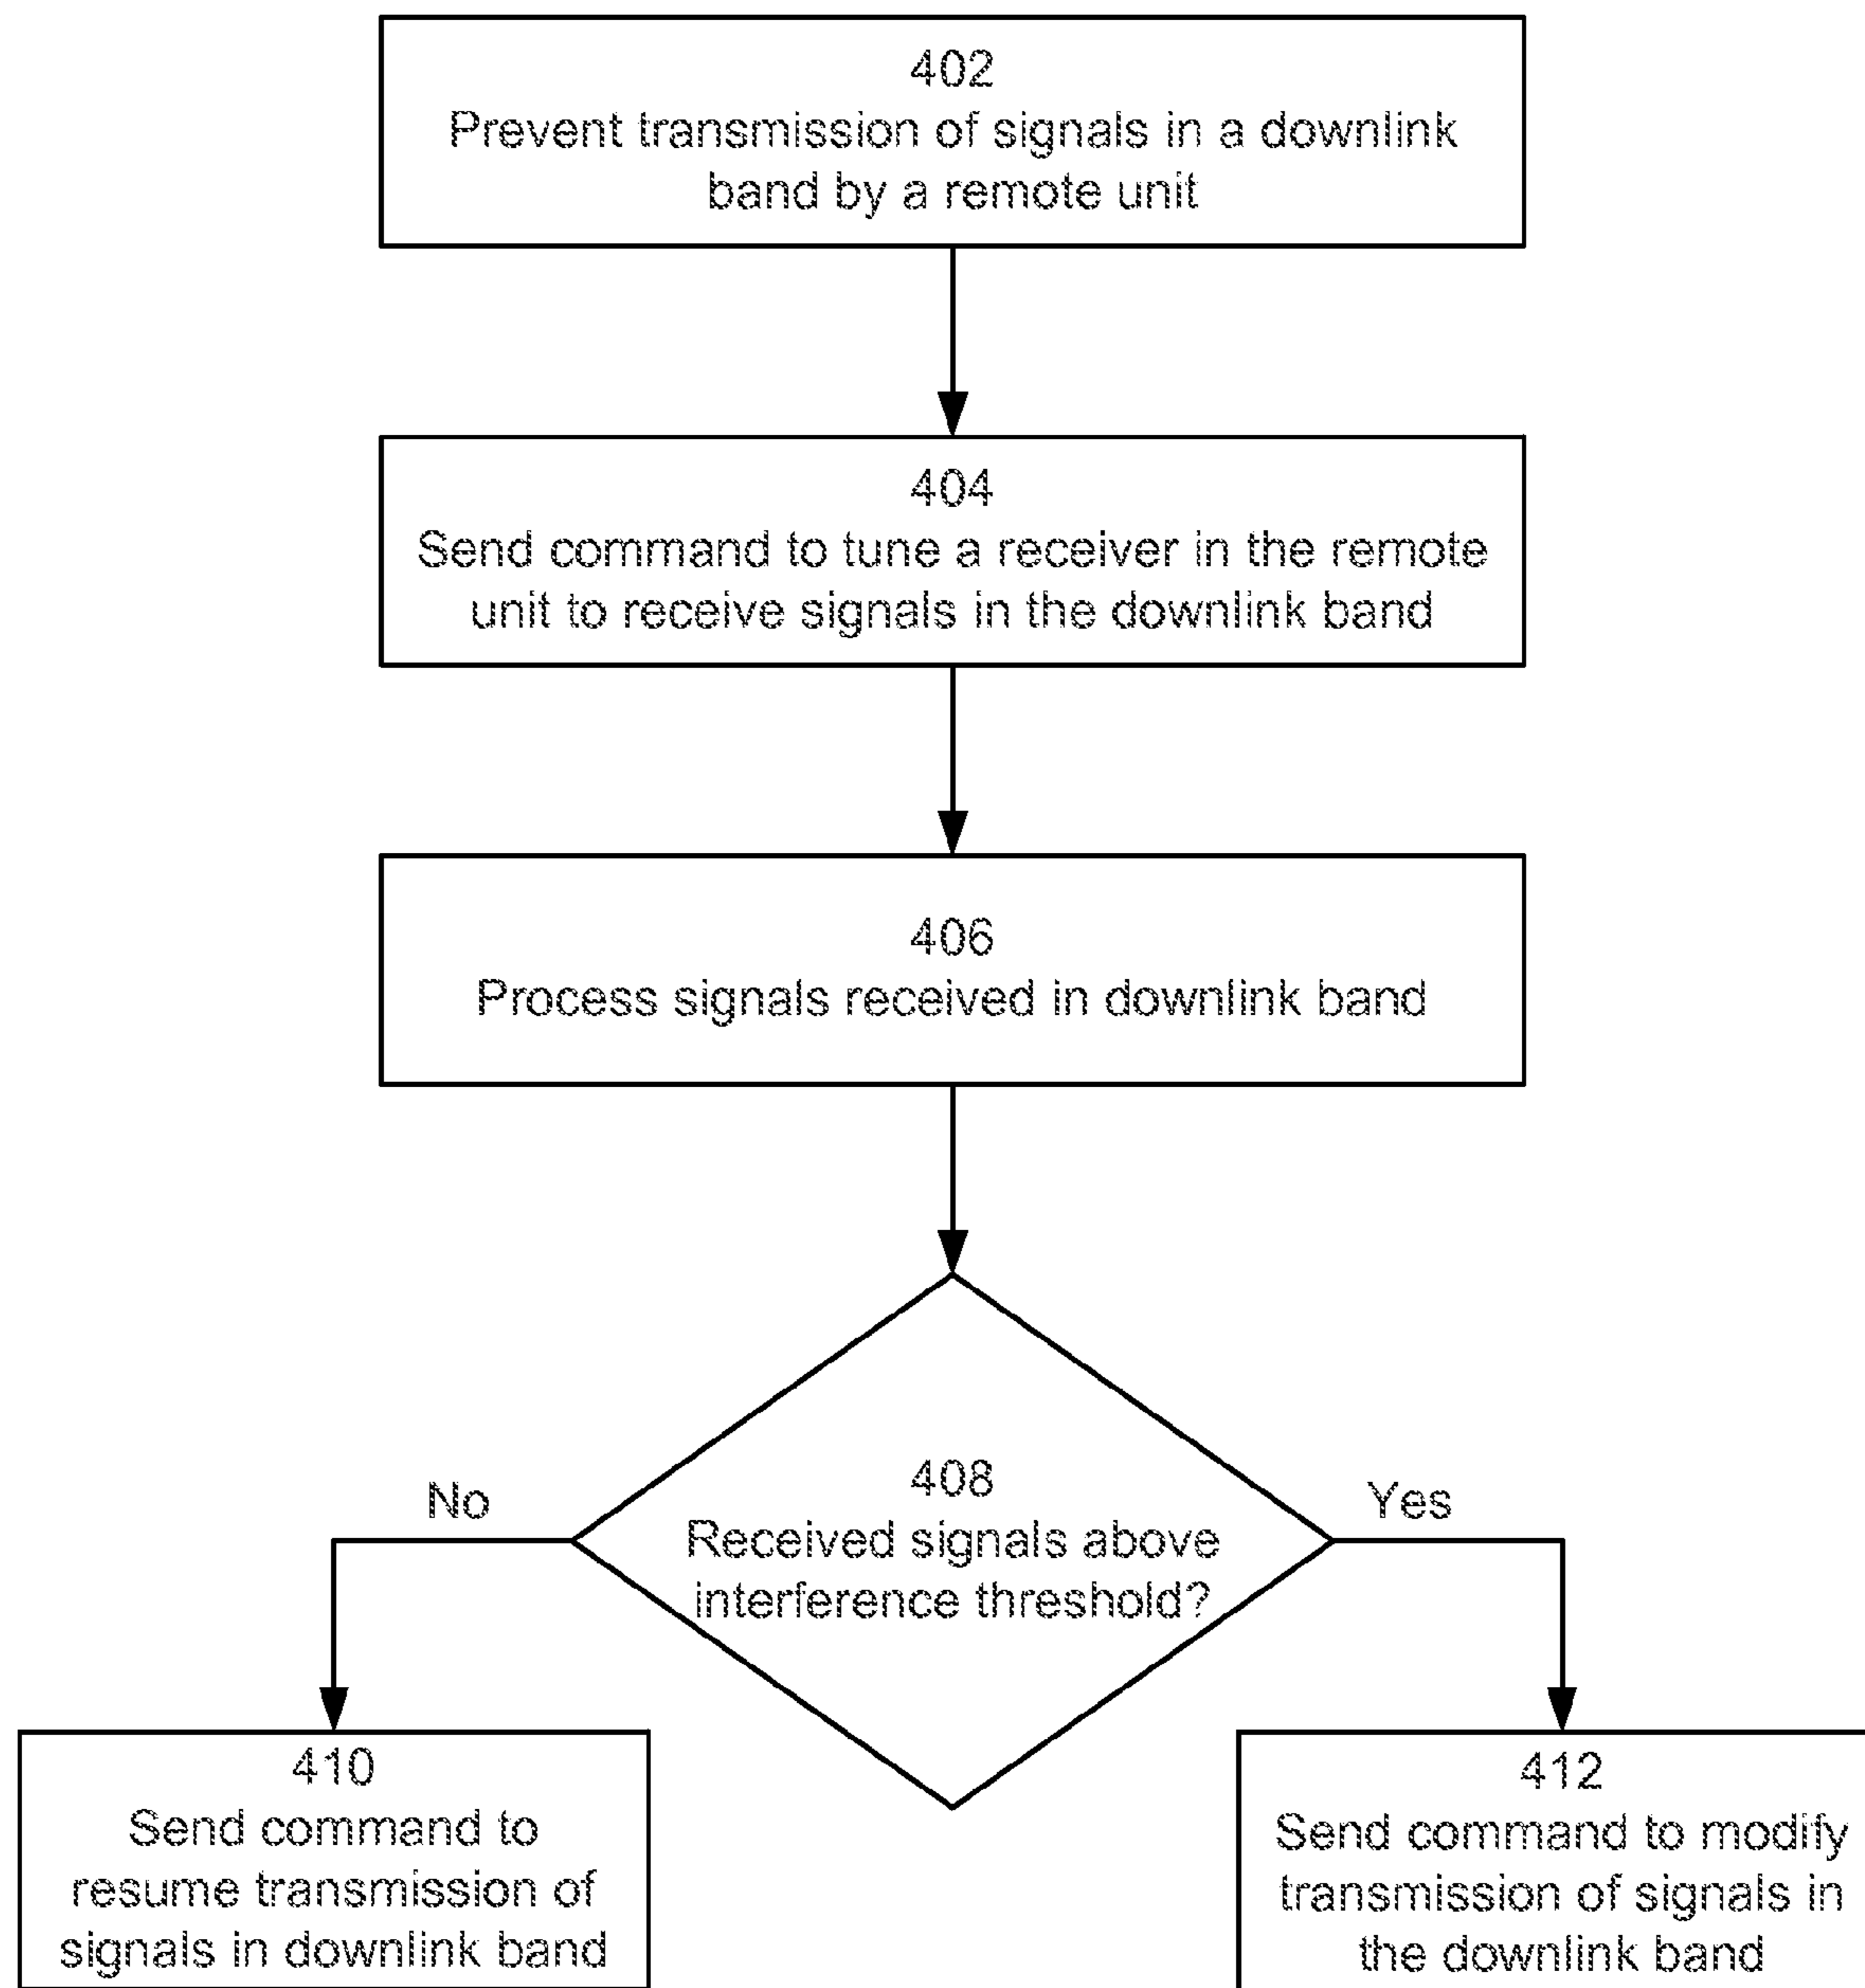 402
Prevent transmission of signals in a downlink
band by a remote unit
404
Send command to tune a receiver in the remote
unit to receive signals in the downlink band
406
Process signals received in downlink band
408
Received signals above
interference threshold?
No
Yes
410
Send command to
resume transmission of
signals in downlink band
412
Send command to modify
transmission of signals in
the downlink band